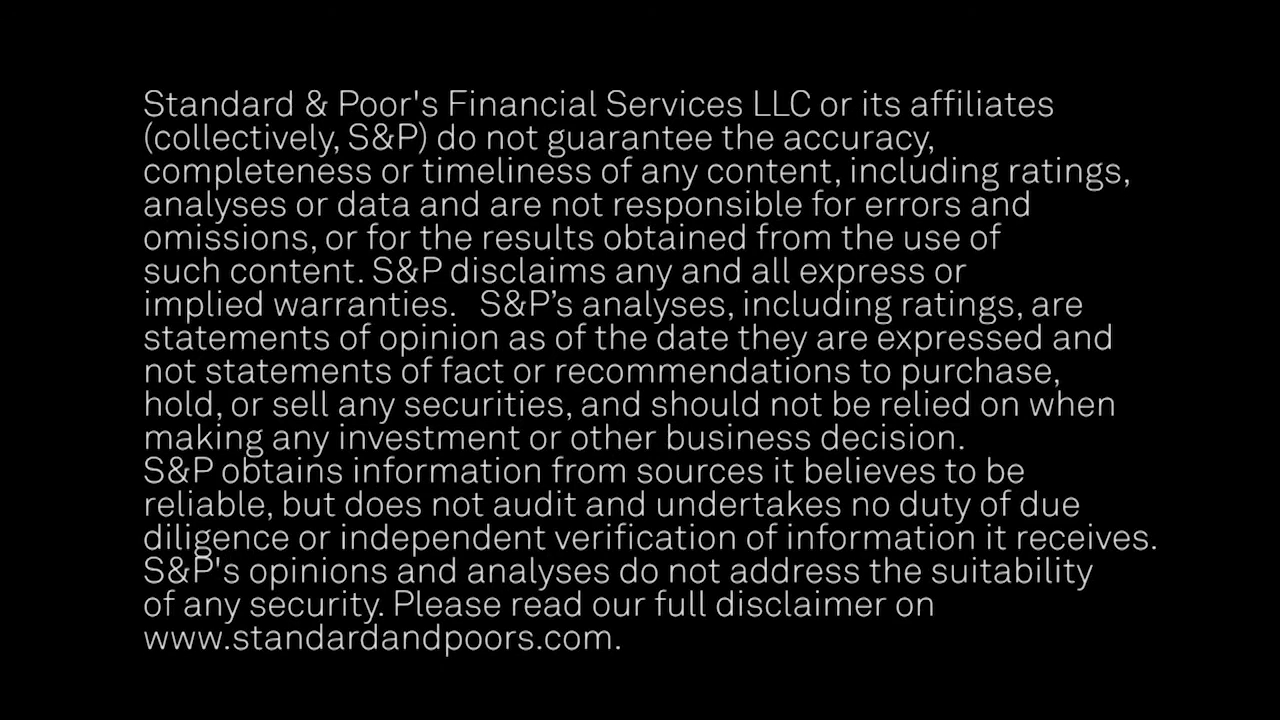 Standard & Poor's Financial Services LLC or its affiliates
(collectively, S&P) do not guarantee the accuracy,
completeness or timeliness of any content, including ratings,
analyses or data and are not responsible for errors and
omissions, or for the results obtained from the use of
such content. S&P disclaims any and all express or
implied warranties.   S&P’s analyses, including ratings, are
statements of opinion as of the date they are expressed and
not statements of fact or recommendations to purchase,
hold, or sell any securities, and should not be relied on when
making any investment or other business decision.
S&P obtains information from sources it believes to be
reliable, but does not audit and undertakes no duty of due
diligence or independent verification of information it receives.
S&P's opinions and analyses do not address the suitability
of any security. Please read our full disclaimer on
www.standardandpoors.com.